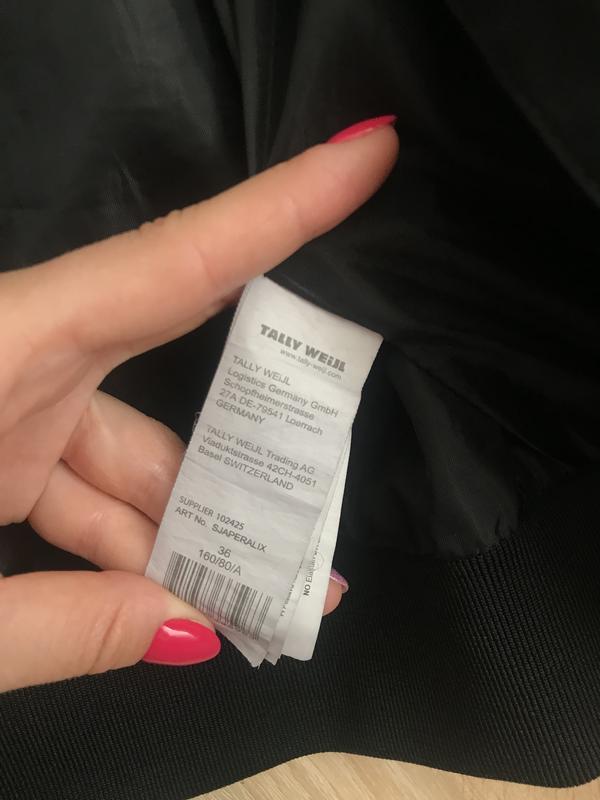 TALLY WEiJL
www.tally-weijl.com
TALLY WEIJL
Logistics Germany GmbH
Schopfheimerstrasse
27A DE-79541 Loerrach
GERMANY
TALLY WEIJL Trading AG
Viaduktstrasse 42CH-4051
Basel SWITZERLAND
SUPPLIER 102425
ART No. SJAPERALIX
36
160/80/A
NO